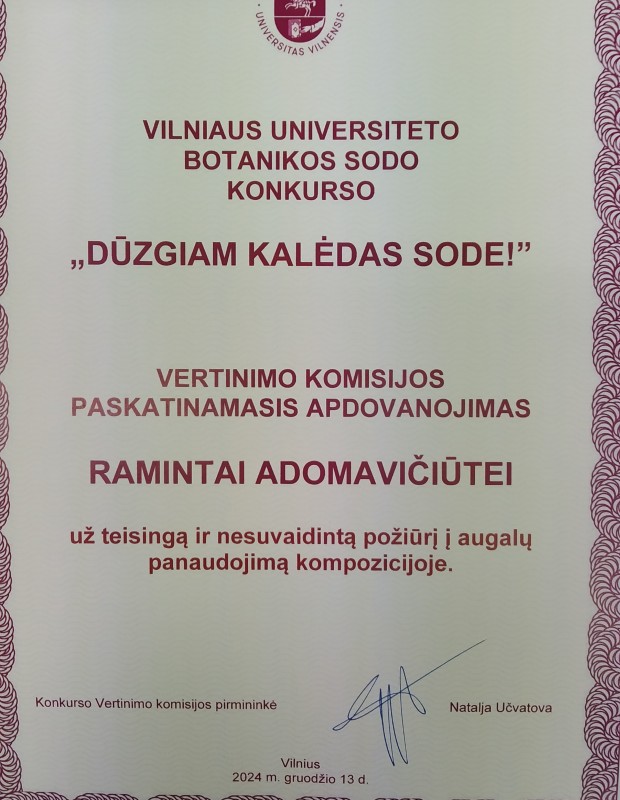 UNIVERSITAS VILNENSIS
VILNIAUS UNIVERSITETO
BOTANIKOS SODO
KONKURSO
„DŪZGIAM KALĖDAS SODE!”
VERTINIMO KOMISIJOS
PASKATINAMASIS APDOVANOJIMAS
RAMINTAI ADOMAVIČIŪTEI
už teisingą ir nesuvaidintą požiūrį į augalų
panaudojimą kompozicijoje.
Konkurso Vertinimo komisijos pirmininkė Natalja Učvatova
Vilnius
2024 m. gruodžio 13 d.